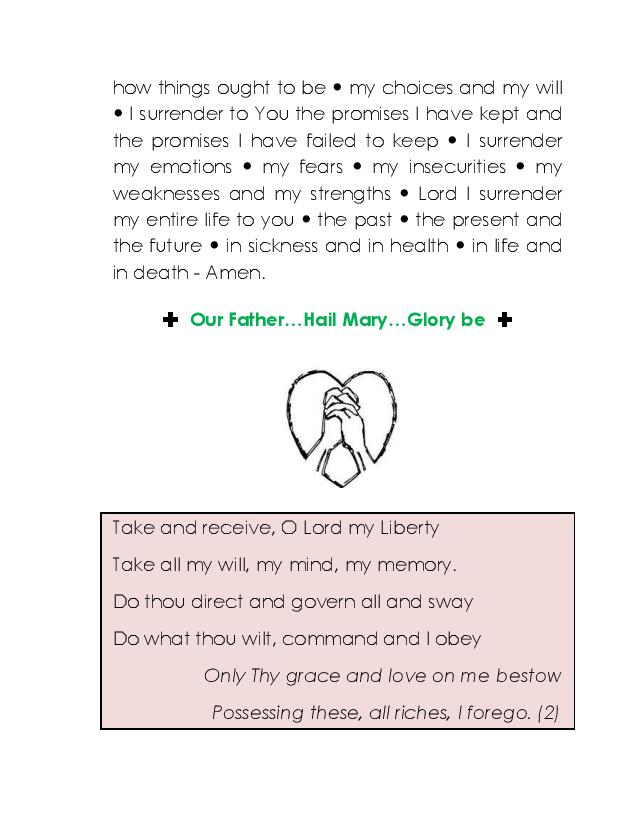 how things ought to be • my choices and my will
• I surrender to You the promises I have kept and
the promises I have failed to keep • I surrender
my emotions • my fears • my insecurities • my
weaknesses and my strengths • Lord I surrender
my entire life to you • the past • the present and
the future • in sickness and in health • in life and
in death - Amen.
✚ Our Father…Hail Mary…Glory be ✚
Take and receive, O Lord my Liberty
Take all my will, my mind, my memory.
Do thou direct and govern all and sway
Do what thou wilt, command and I obey
Only Thy grace and love on me bestow
Possessing these, all riches, I forego. (2)